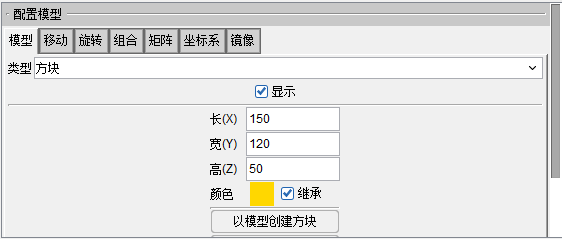 配置模型
模型 移动 旋转 组合 矩阵 坐标系 镜像
类型 方块
显示
长(X) 150
宽(Y) 120
高(Z) 50
颜色 继承
以模型创建方块